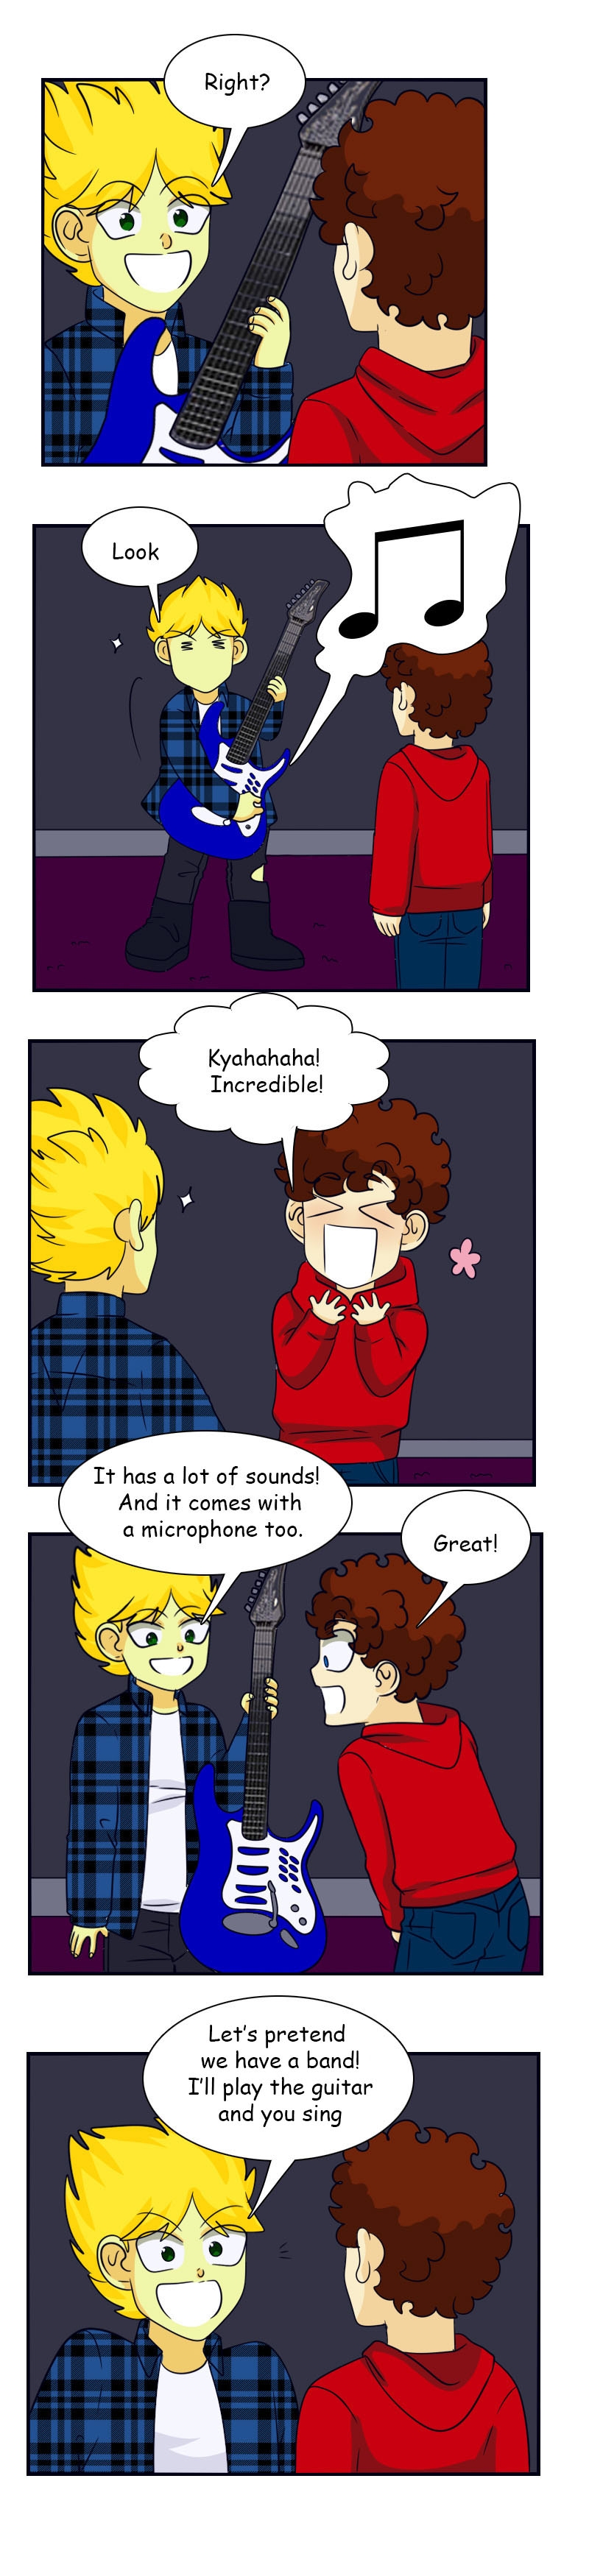 Right?
Look
Kyahahaha!
Incredible!
It has a lot of sounds!
And it comes with
a microphone too.
Great!
Let's pretend
we have a band!
I'll play the guitar
and you sing